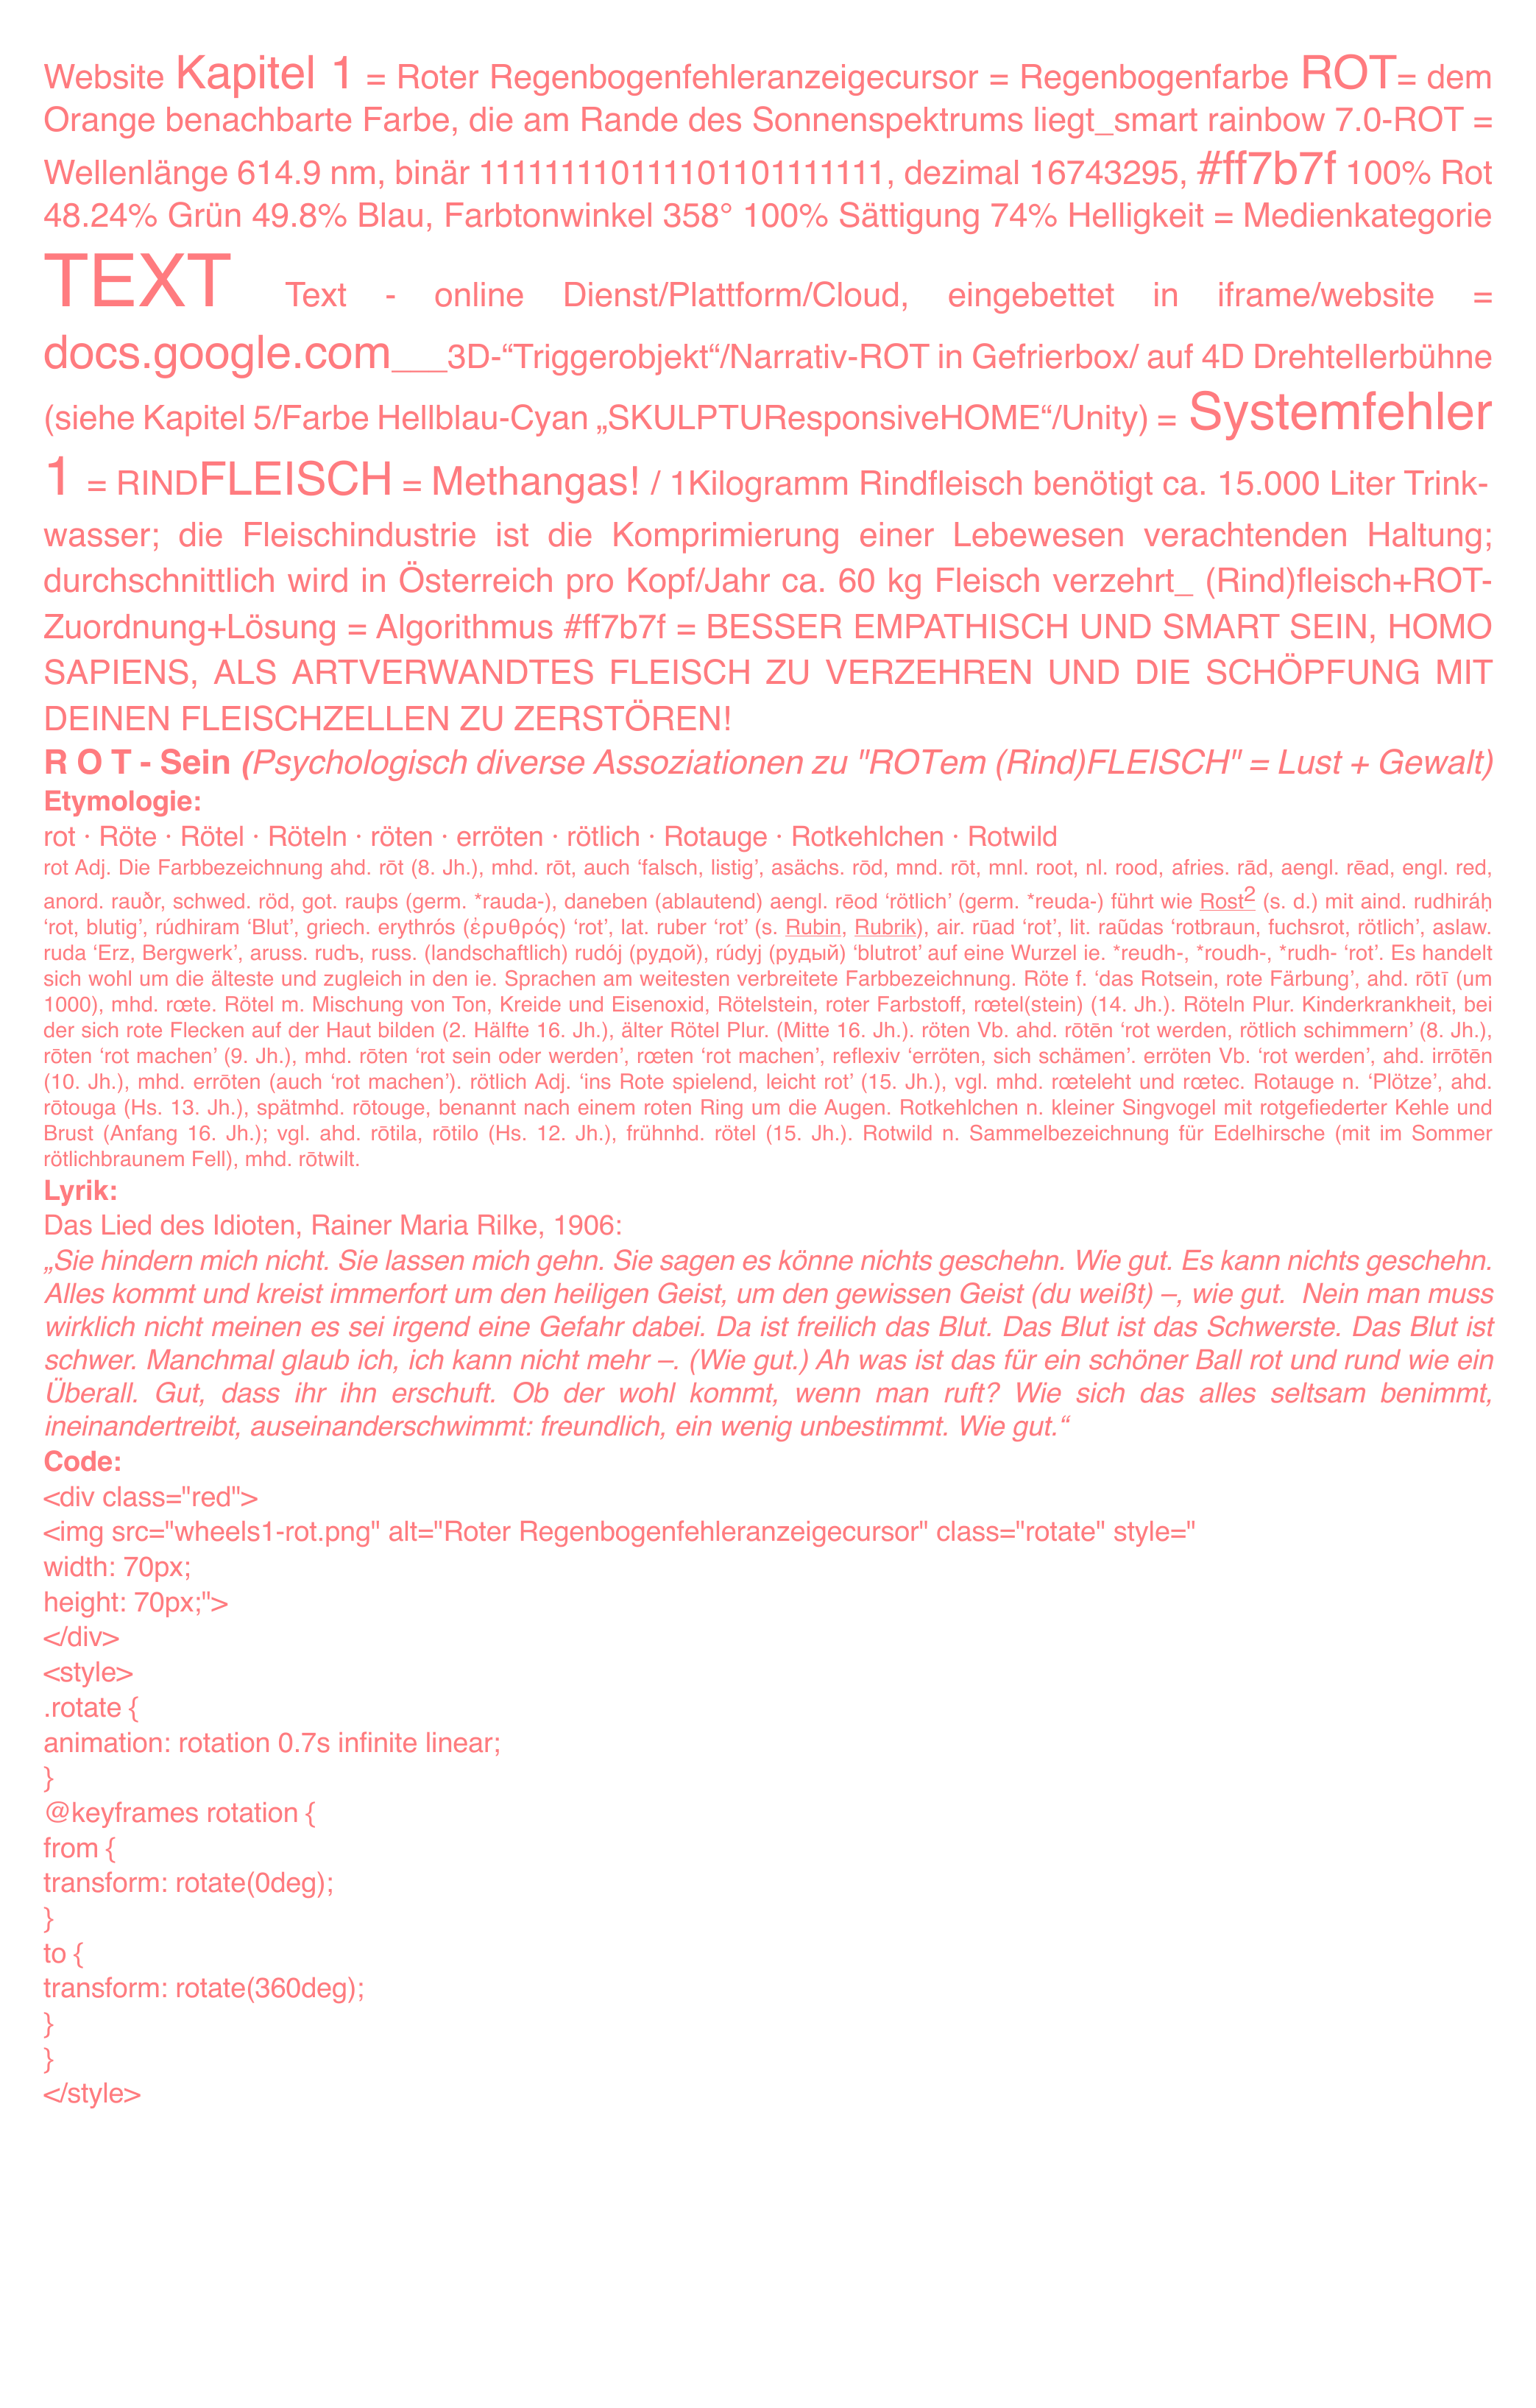 Website Kapitel 1 = Roter Regenbogenfehleranzeigecursor = Regenbogenfarbe ROT= dem
Orange benachbarte Farbe, die am Rande des Sonnenspektrums liegt_smart rainbow 7.0-ROT =
Wellenlänge 614.9 nm, binär 111111110111101101111111, dezimal 16743295, #ff7b7f 100% Rot
48.24% Grün 49.8% Blau, Farbtonwinkel 358° 100% Sättigung 74% Helligkeit = Medienkategorie
TEXT Text - online Dienst/Plattform/Cloud, eingebettet in iframe/website =
docs.google.com___3D-“Triggerobjekt“/Narrativ-ROT in Gefrierbox/ auf 4D Drehtellerbühne
(siehe Kapitel 5/Farbe Hellblau-Cyan „SKULPTUResponsiveHOME“/Unity) = Systemfehler
1 = RINDFLEISCH = Methangas! / 1Kilogramm Rindfleisch benötigt ca. 15.000 Liter Trink-
wasser; die Fleischindustrie ist die Komprimierung einer Lebewesen verachtenden Haltung;
durchschnittlich wird in Österreich pro Kopf/Jahr ca. 60 kg Fleisch verzehrt_ (Rind)fleisch+ROT-
Zuordnung+Lösung = Algorithmus #ff7b7f = BESSER EMPATHISCH UND SMART SEIN, HOMO
SAPIENS, ALS ARTVERWANDTES FLEISCH ZU VERZEHREN UND DIE SCHÖPFUNG MIT
DEINEN FLEISCHZELLEN ZU ZERSTÖREN!
R O T - Sein (Psychologisch diverse Assoziationen zu "ROTem (Rind)FLEISCH" = Lust + Gewalt)
Etymologie:
rot · Röte · Rötel · Röteln · röten · erröten · rötlich · Rotauge · Rotkehlchen · Rotwild
rot Adj. Die Farbbezeichnung ahd. rōt (8. Jh.), mhd. rōt, auch ‘falsch, listig’, asächs. rōd, mnd. rōt, mnl. root, nl. rood, afries. rād, aengl. rēad, engl. red,
anord. rauðr, schwed. röd, got. rauþs (germ. *rauda-), daneben (ablautend) aengl. rēod ‘rötlich’ (germ. *reuda-) führt wie Rost2 (s. d.) mit aind. rudhiráḥ
‘rot, blutig’, rúdhiram ‘Blut’, griech. erythrós (ἐρυθρός) ‘rot’, lat. ruber ‘rot’ (s. Rubin, Rubrik), air. rūad ‘rot’, lit. raũdas ‘rotbraun, fuchsrot, rötlich’, aslaw.
ruda ‘Erz, Bergwerk’, aruss. rudъ, russ. (landschaftlich) rudój (рудой), rúdyj (рудый) ‘blutrot’ auf eine Wurzel ie. *reudh-, *roudh-, *rudh- ‘rot’. Es handelt
sich wohl um die älteste und zugleich in den ie. Sprachen am weitesten verbreitete Farbbezeichnung. Röte f. ‘das Rotsein, rote Färbung’, ahd. rōtī (um
1000), mhd. rœte. Rötel m. Mischung von Ton, Kreide und Eisenoxid, Rötelstein, roter Farbstoff, rœtel(stein) (14. Jh.). Röteln Plur. Kinderkrankheit, bei
der sich rote Flecken auf der Haut bilden (2. Hälfte 16. Jh.), älter Rötel Plur. (Mitte 16. Jh.). röten Vb. ahd. rōtēn ‘rot werden, rötlich schimmern’ (8. Jh.),
rōten ‘rot machen’ (9. Jh.), mhd. rōten ‘rot sein oder werden’, rœten ‘rot machen’, reflexiv ‘erröten, sich schämen’. erröten Vb. ‘rot werden’, ahd. irrōtēn
(10. Jh.), mhd. errōten (auch ‘rot machen’). rötlich Adj. ‘ins Rote spielend, leicht rot’ (15. Jh.), vgl. mhd. rœteleht und rœtec. Rotauge n. ‘Plötze’, ahd.
rōtouga (Hs. 13. Jh.), spätmhd. rōtouge, benannt nach einem roten Ring um die Augen. Rotkehlchen n. kleiner Singvogel mit rotgefiederter Kehle und
Brust (Anfang 16. Jh.); vgl. ahd. rōtila, rōtilo (Hs. 12. Jh.), frühnhd. rötel (15. Jh.). Rotwild n. Sammelbezeichnung für Edelhirsche (mit im Sommer
rötlichbraunem Fell), mhd. rōtwilt.
Lyrik:
Das Lied des Idioten, Rainer Maria Rilke, 1906:
„Sie hindern mich nicht. Sie lassen mich gehn. Sie sagen es könne nichts geschehn. Wie gut. Es kann nichts geschehn.
Alles kommt und kreist immerfort um den heiligen Geist, um den gewissen Geist (du weißt) –, wie gut. Nein man muss
wirklich nicht meinen es sei irgend eine Gefahr dabei. Da ist freilich das Blut. Das Blut ist das Schwerste. Das Blut ist
schwer. Manchmal glaub ich, ich kann nicht mehr –. (Wie gut.) Ah was ist das für ein schöner Ball rot und rund wie ein
Überall. Gut, dass ihr ihn erschuft. Ob der wohl kommt, wenn man ruft? Wie sich das alles seltsam benimmt,
ineinandertreibt, auseinanderschwimmt: freundlich, ein wenig unbestimmt. Wie gut.“
Code:
<div class="red">
<img src="wheels1-rot.png" alt="Roter Regenbogenfehleranzeigecursor" class="rotate" style="
width: 70px;
height: 70px;">
</div>
<style>
.rotate {
animation: rotation 0.7s infinite linear;
}
@keyframes rotation {
from {
transform: rotate(0deg);
}
to {
transform: rotate(360deg);
}
}
</style>